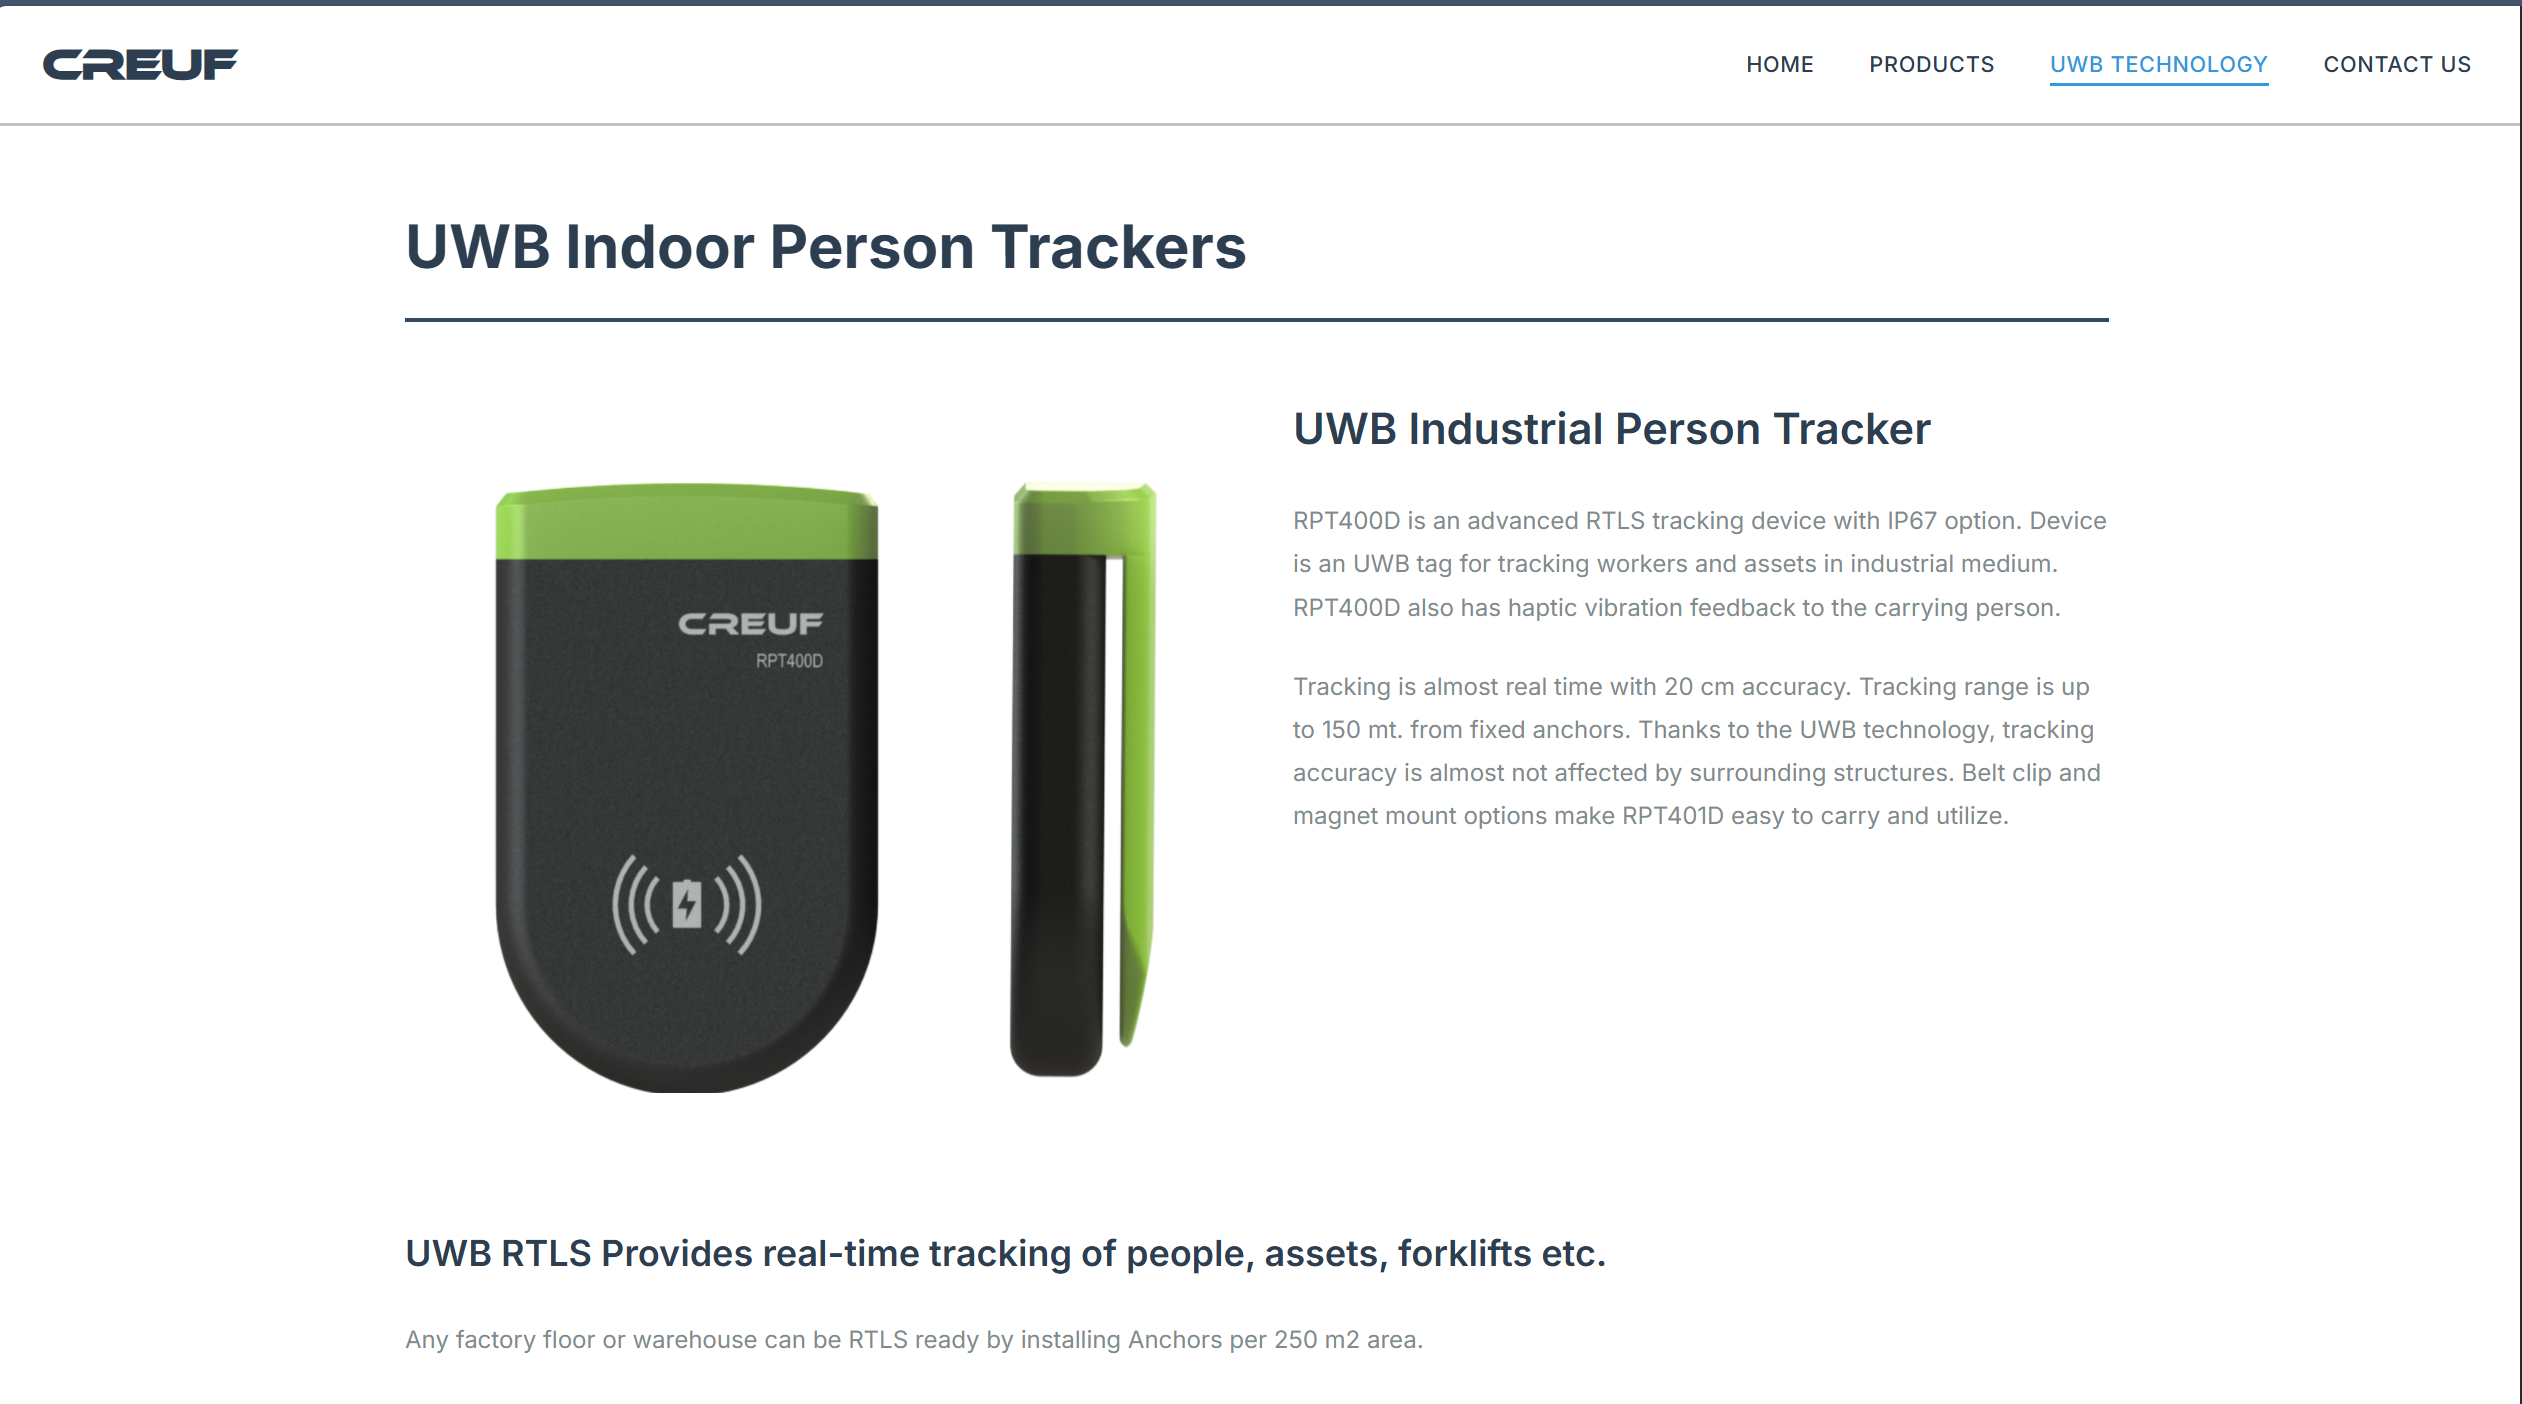 CREUF
HOME
PRODUCTS
UWB TECHNOLOGY
CONTACT US
UWB Indoor Person Trackers
CREUF
RPT400D
UWB Industrial Person Tracker
RPT400D is an advanced RTLS tracking device with IP67 option. Device
is an UWB tag for tracking workers and assets in industrial medium.
RPT400D also has haptic vibration feedback to the carrying person.
Tracking is almost real time with 20 cm accuracy. Tracking range is up
to 150 mt. from fixed anchors. Thanks to the UWB technology, tracking
accuracy is almost not affected by surrounding structures. Belt clip and
magnet mount options make RPT401D easy to carry and utilize.
UWB RTLS Provides real-time tracking of people, assets, forklifts etc.
Any factory floor or warehouse can be RTLS ready by installing Anchors per 250 m2 area.